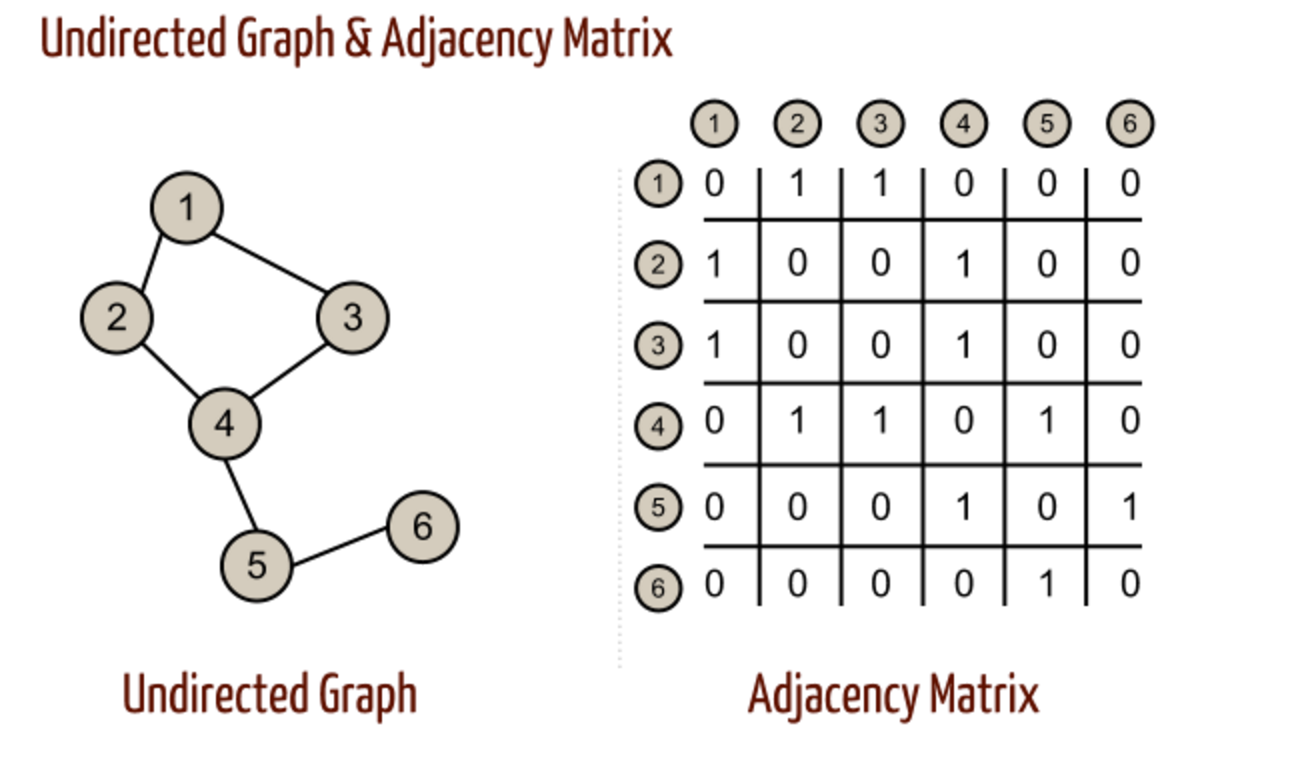 Undirected Graph & Adjacency Matrix
1
2
3
4
5
6
Undirected Graph
1 2 3 4 5 6
1 0 1 1 0 0 0
2 1 0 0 1 0 0
3 1 0 0 1 0 0
4 0 1 1 0 1 0
5 0 0 0 1 0 1
6 0 0 0 0 1 0
Adjacency Matrix